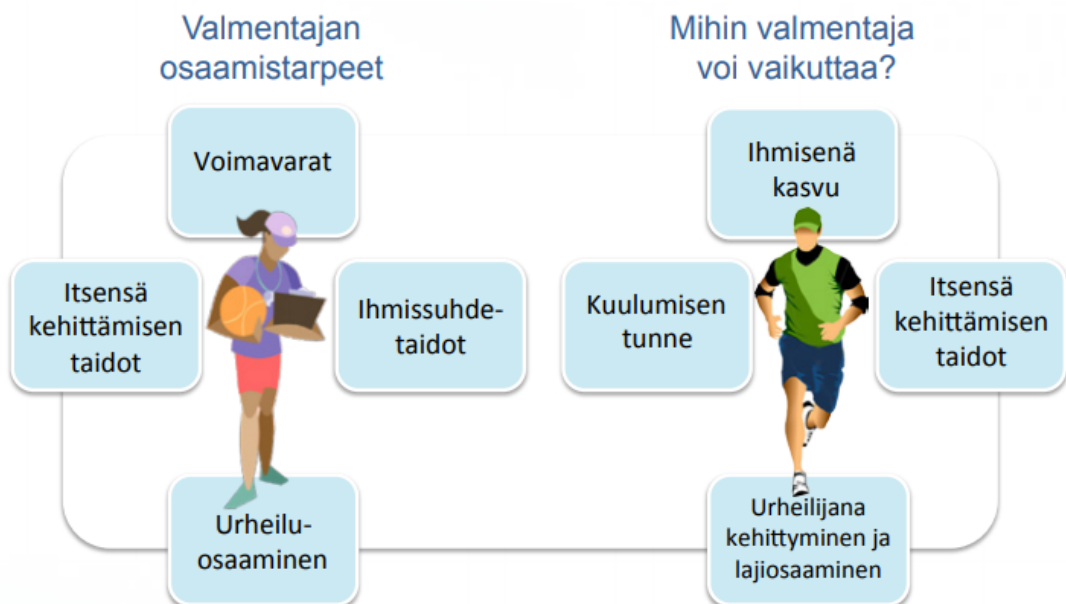 Valmentajan
osaamistarpeet
Voimavarat
Itsensä
kehittämisen
taidot
Ihmissuhde-
taidot
Urheilu-
osaaminen
Mihin valmentaja
voi vaikuttaa?
Ihmisenä
kasvu
Kuulumisen
tunne
Itsensä
kehittämisen
taidot
Urheilijana
kehittyminen ja
lajiosaaminen